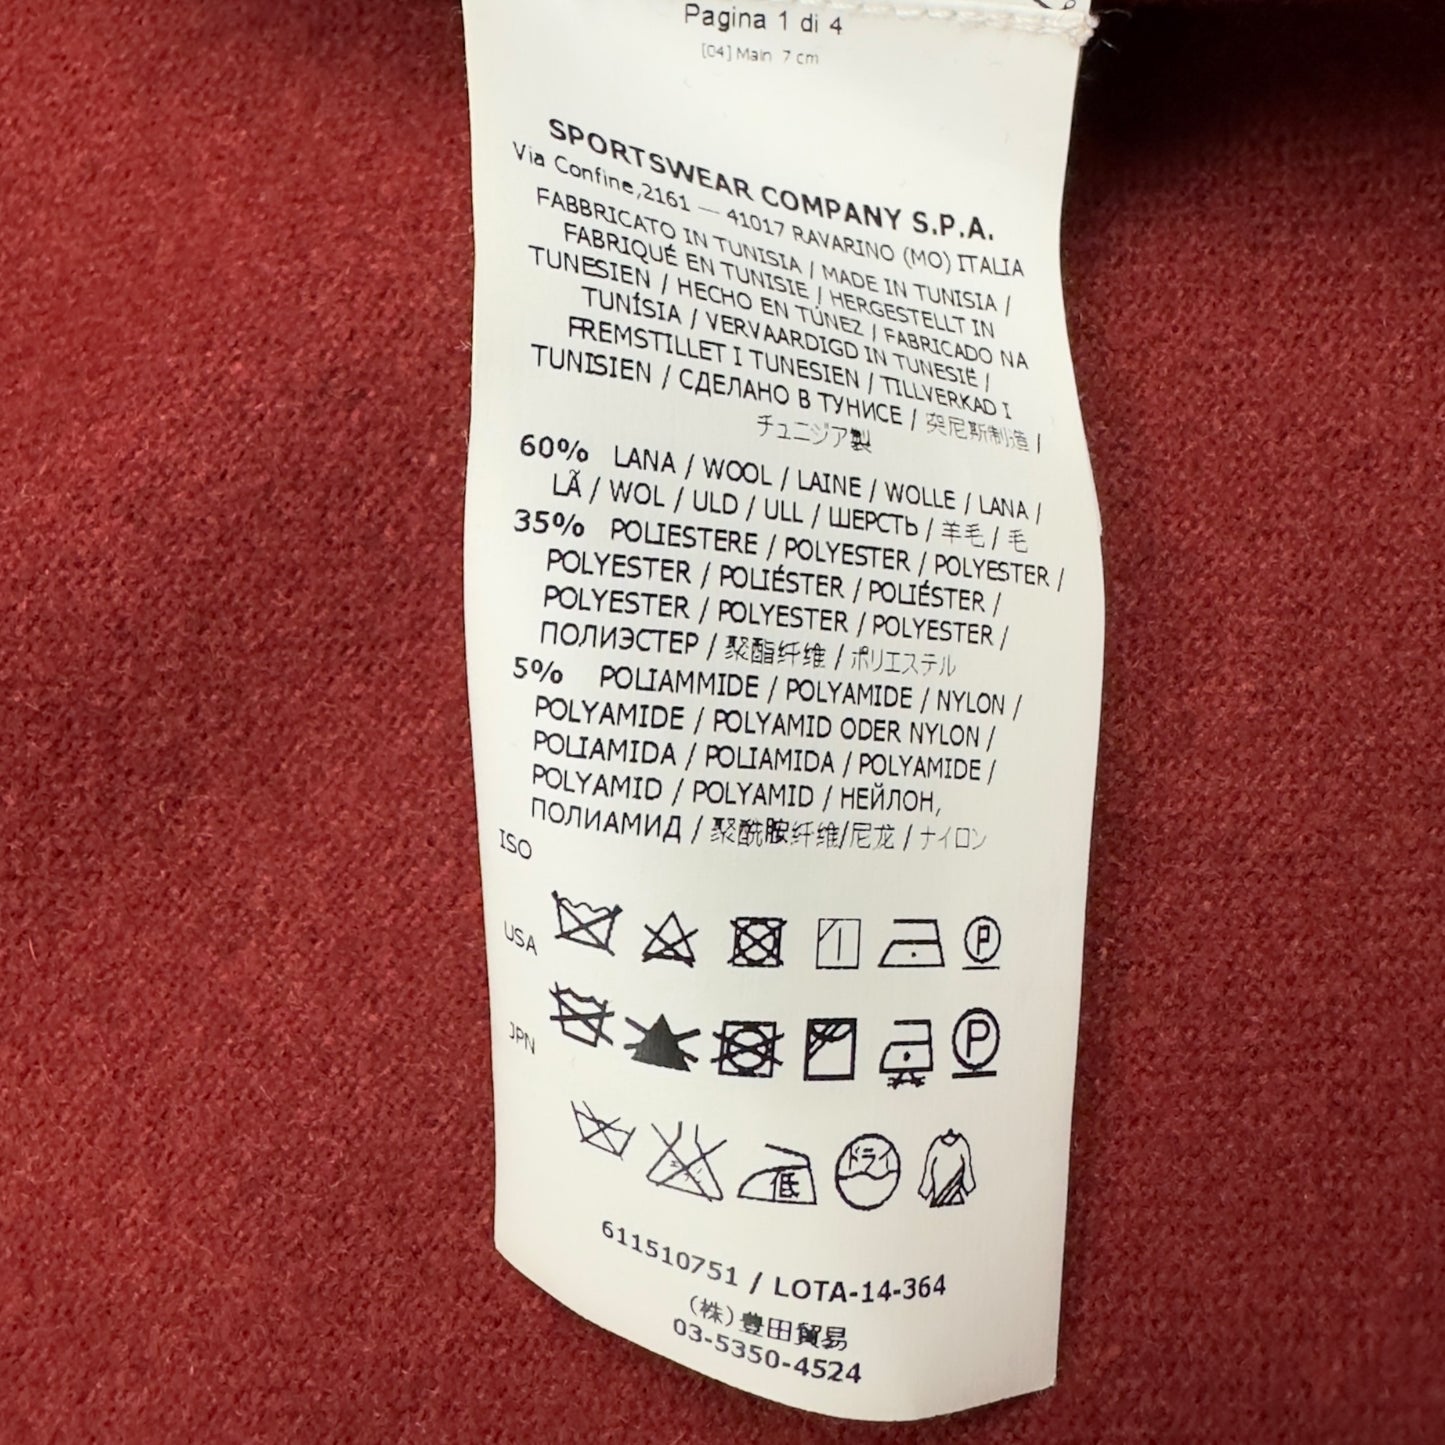 Pagina 1 di 4
[04] Main 7 cm
SPORTSWEAR COMPANY S.P.A.
Via Confine,2161 — 41017 RAVARINO (MO) ITALIA
FABBRICATO IN TUNISIA / MADE IN TUNISIA /
FABRIQUÉ EN TUNISIE / HERGESTELLT IN
TUNESIEN / HECHO EN TÚNEZ / FABRICADO NA
TUNÍSIA / VERVAARDIGD IN TUNESIË /
FREMSTILLET I TUNESIEN / TILLVERKAD I
TUNISIEN / СДЕЛАНО В ТУНИСЕ / 突尼斯制造 /
チュニジア製
60% LANA / WOOL / LAINE / WOLLE / LANA /
LÃ / WOL / ULD / ULL / ШЕРСТЬ / 羊毛 / 毛
35% POLIESTERE / POLYESTER / POLYESTER /
POLYESTER / POLIÉSTER / POLIÉSTER /
POLYESTER / POLYESTER / POLYESTER /
ПОЛИЭСТЕР / 聚酯纤维 / ポリエステル
5% POLIAMMIDE / POLYAMIDE / NYLON /
POLYAMIDE / POLYAMID ODER NYLON /
POLIAMIDA / POLIAMIDA / POLYAMIDE /
POLYAMID / POLYAMID / НЕЙЛОН,
ПОЛИАМИД / 聚酰胺纤维/尼龙 / ナイロン
ISO
P
USA
P
JPN
低 ドライ
611510751 / LOTA-14-364
(株)豊田貿易
03-5350-4524